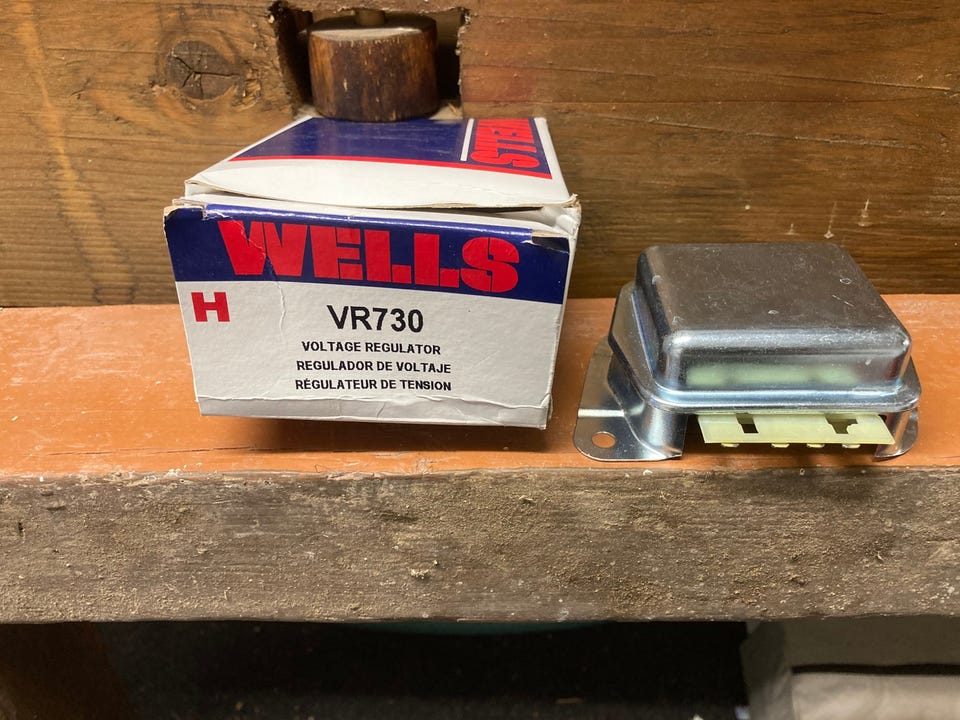 WELLS
WELLS
H
VR730
VOLTAGE REGULATOR
REGULADOR DE VOLTAJE
RÉGULATEUR DE TENSION